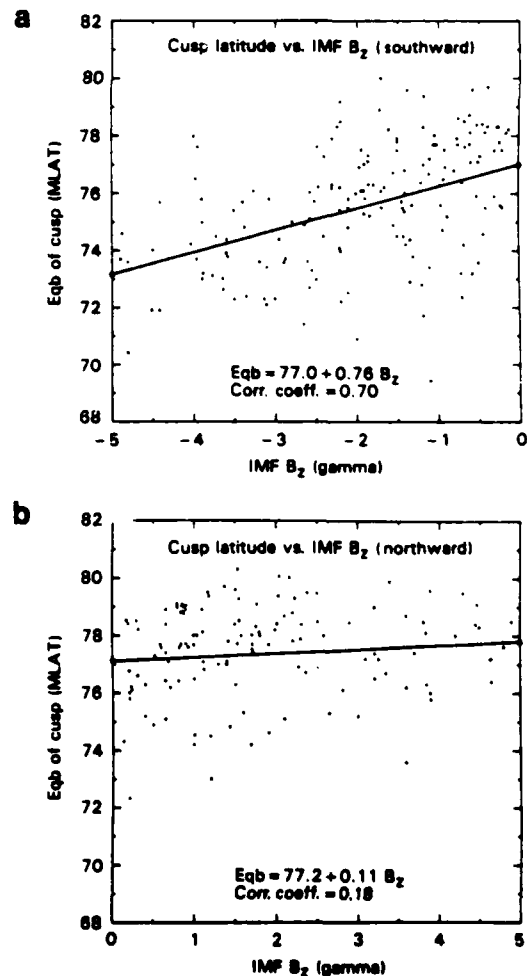 a
Cusp latitude vs. IMF Bz (southward)
Eqb of cusp (MLAT)
82
80
78
76
74
72
70
68
Eqb = 77.0 + 0.76 Bz
Corr. coeff. = 0.70
-5
-4
-3
-2
-1
0
IMF Bz (gamma)
b
Cusp latitude vs. IMF Bz (northward)
Eqb of cusp (MLAT)
82
80
78
76
74
72
70
68
Eqb = 77.2 + 0.11 Bz
Corr. coeff. = 0.18
0
1
2
3
4
5
IMF Bz (gamma)